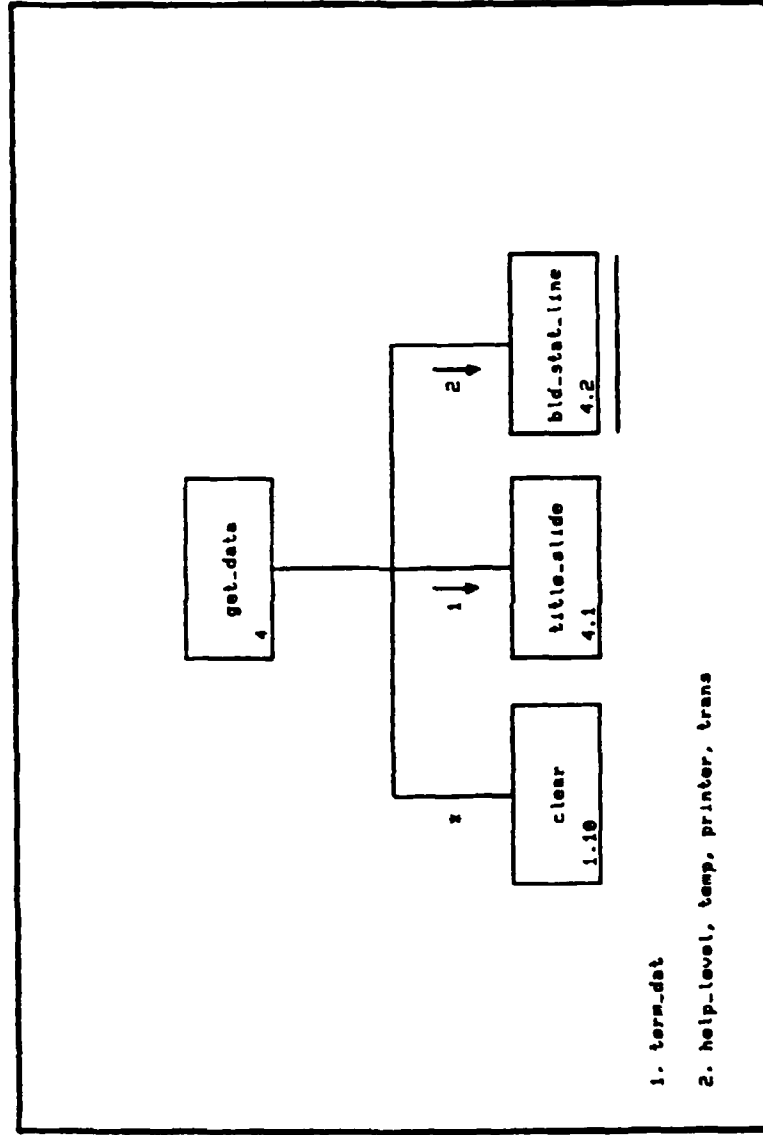 get_data
4
*
1
2
clear
1.10
title_slide
4.1
bld_stat_line
4.2
1. term_dat
2. help_level, temp, printer, trans